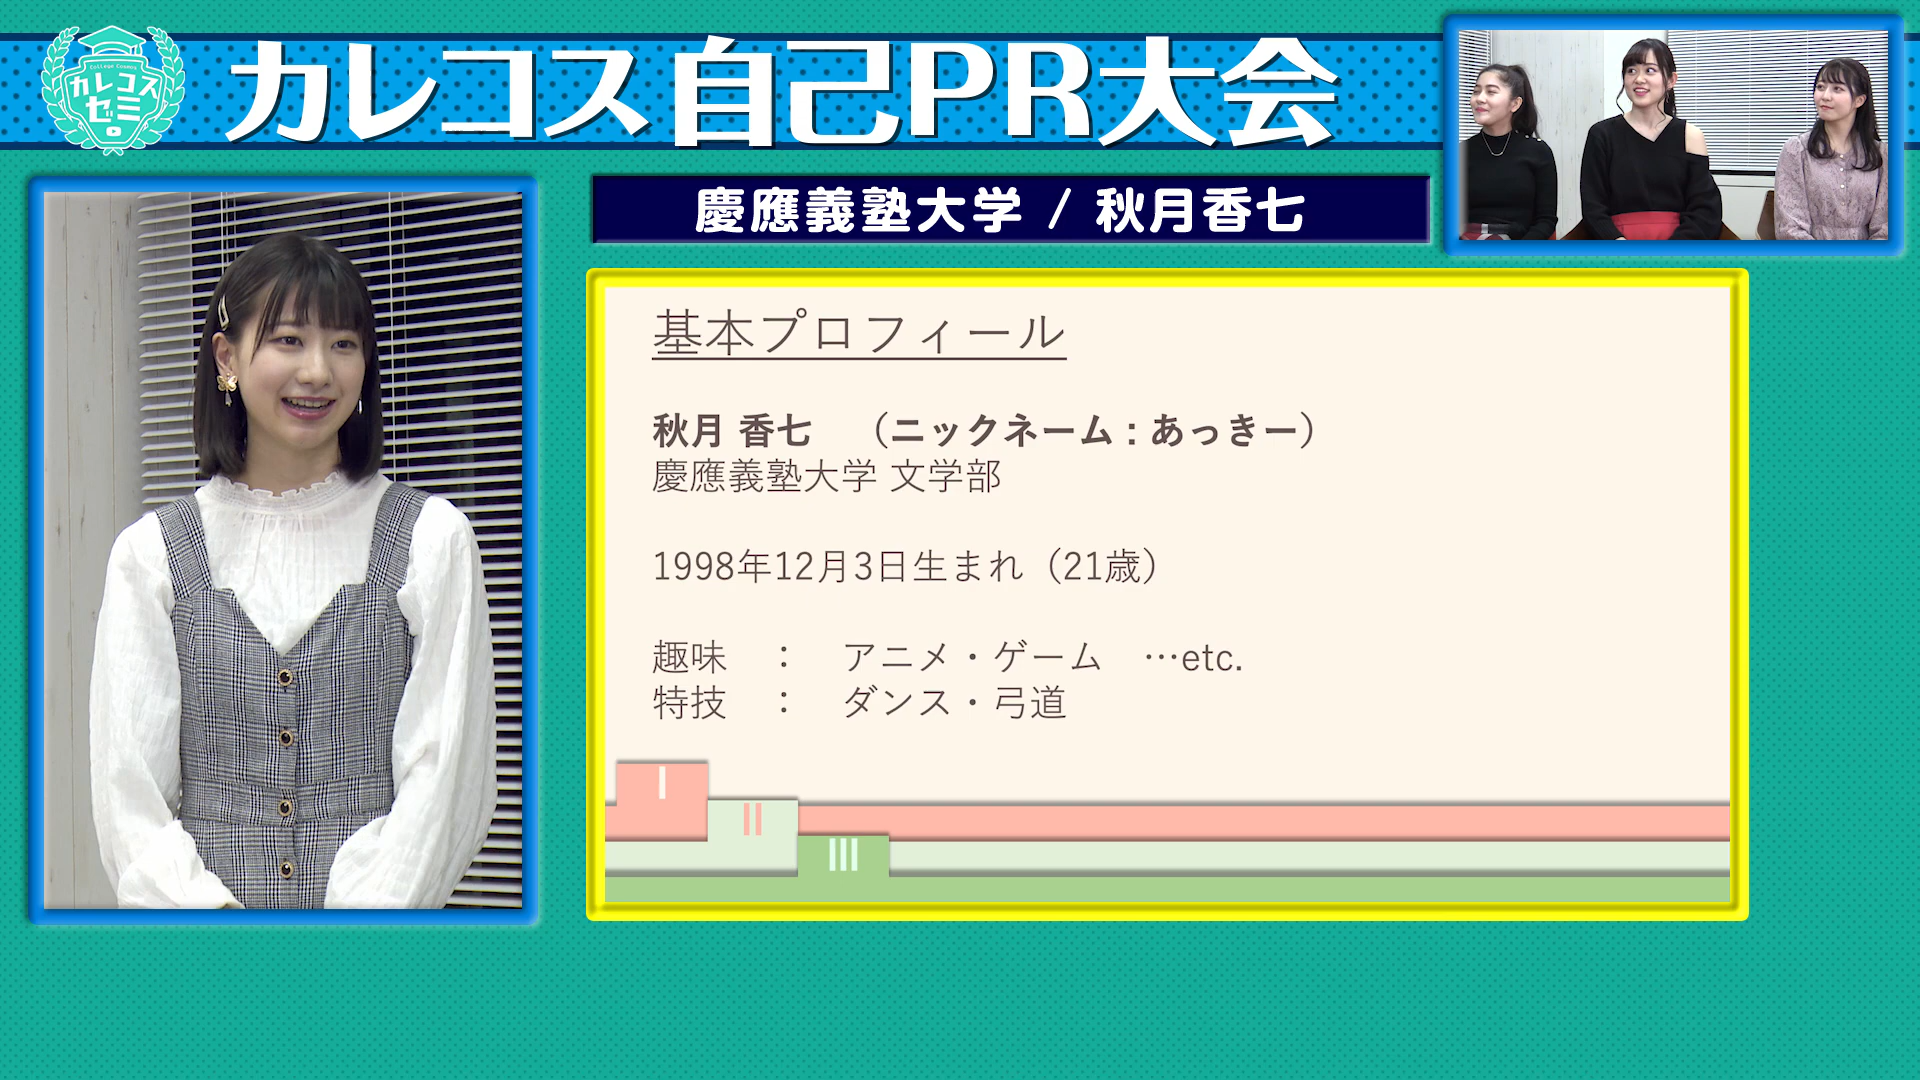 College Cosmos
カレコス
ゼミ
カレコス自己PR大会
慶應義塾大学 / 秋月香七
基本プロフィール
秋月 香七　（ニックネーム：あっきー）
慶應義塾大学 文学部
1998年12月3日生まれ（21歳）
趣味　：　アニメ・ゲーム　…etc.
特技　：　ダンス・弓道
I
II
III